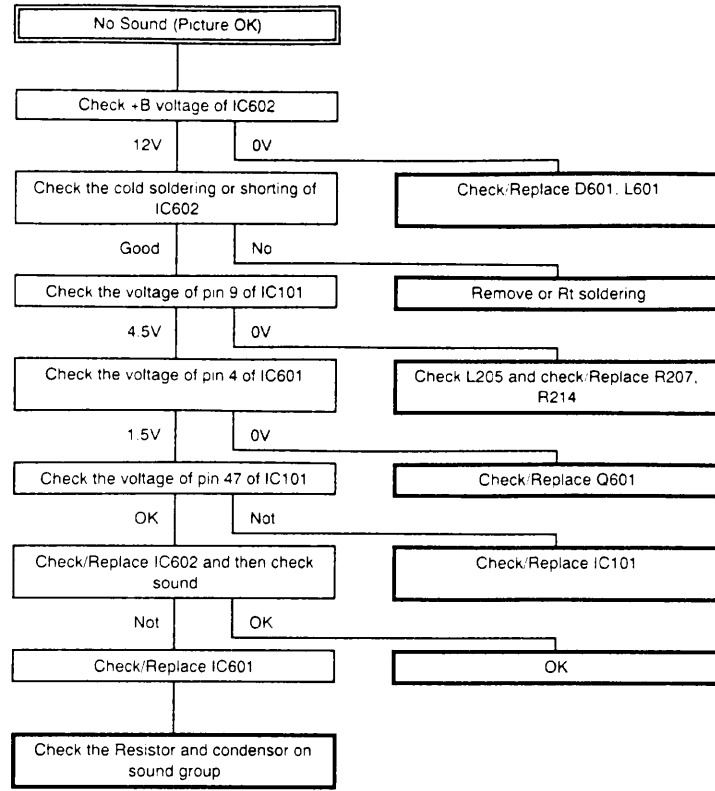 No Sound (Picture OK)
Check +B voltage of IC602
12V
0V
Check the cold soldering or shorting of
IC602
Check/Replace D601. L601
Good
No
Check the voltage of pin 9 of IC101
Remove or Rt soldering
4.5V
0V
Check the voltage of pin 4 of IC601
Check L205 and check/Replace R207,
R214
1.5V
0V
Check the voltage of pin 47 of IC101
Check/Replace Q601
OK
Not
Check/Replace IC602 and then check
sound
Check/Replace IC101
Not
OK
Check/Replace IC601
OK
Check the Resistor and condensor on
sound group